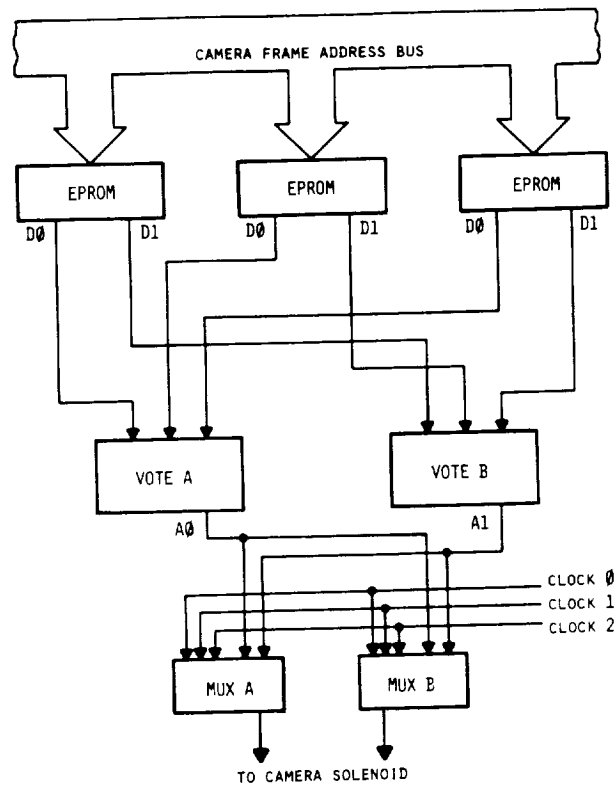 CAMERA FRAME ADDRESS BUS
EPROM
EPROM
EPROM
DØ
D1
DØ
D1
DØ
D1
VOTE A
VOTE B
AØ
A1
CLOCK Ø
CLOCK 1
CLOCK 2
MUX A
MUX B
TO CAMERA SOLENOID